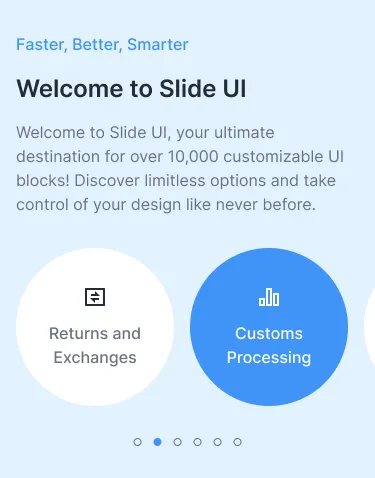 Faster, Better, Smarter
Welcome to Slide UI
Welcome to Slide UI, your ultimate
destination for over 10,000 customizable UI
blocks! Discover limitless options and take
control of your design like never before.
Returns and
Exchanges
Customs
Processing